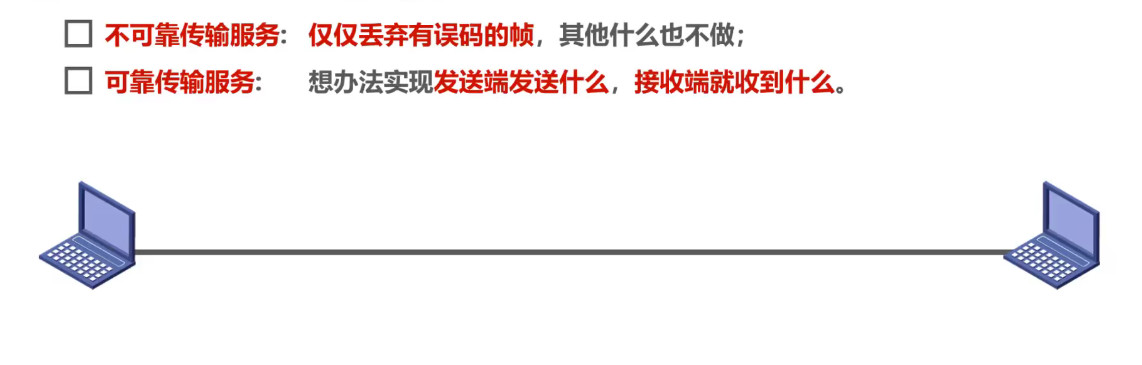 不可靠传输服务：仅仅丢弃有误码的帧，其他什么也不做；
可靠传输服务：想办法实现发送端发送什么，接收端就收到什么。